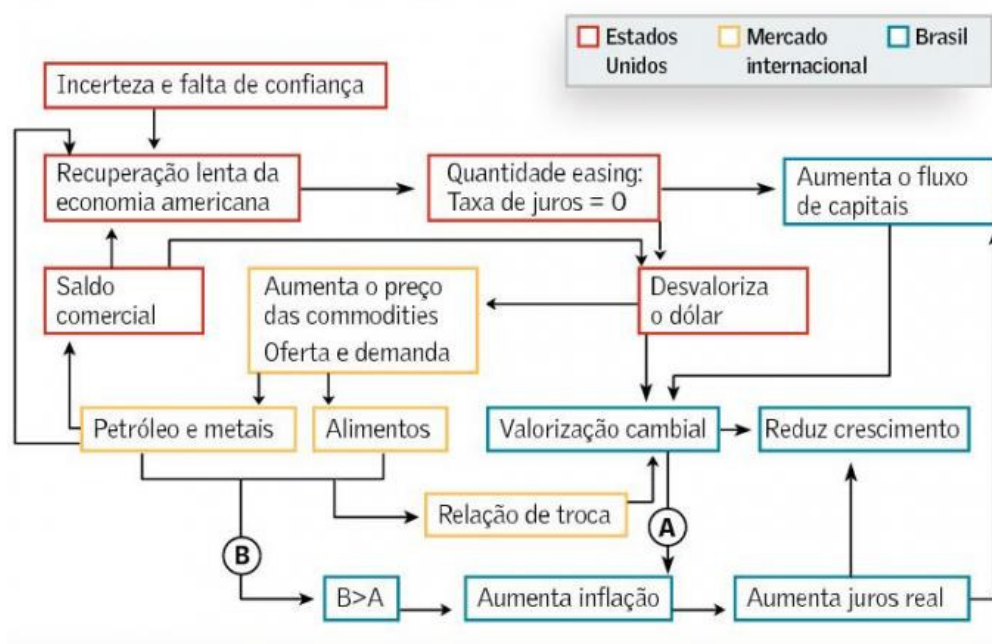 Estados
Unidos
Mercado
internacional
Brasil
Incerteza e falta de confiança
Recuperação lenta da
economia americana
Quantidade easing:
Taxa de juros = 0
Aumenta o fluxo
de capitais
Saldo
comercial
Aumenta o preço
das commodities
Oferta e demanda
Desvaloriza
o dólar
Petróleo e metais
Alimentos
Valorização cambial
Reduz crescimento
Relação de troca
A
B
B>A
Aumenta inflação
Aumenta juros real